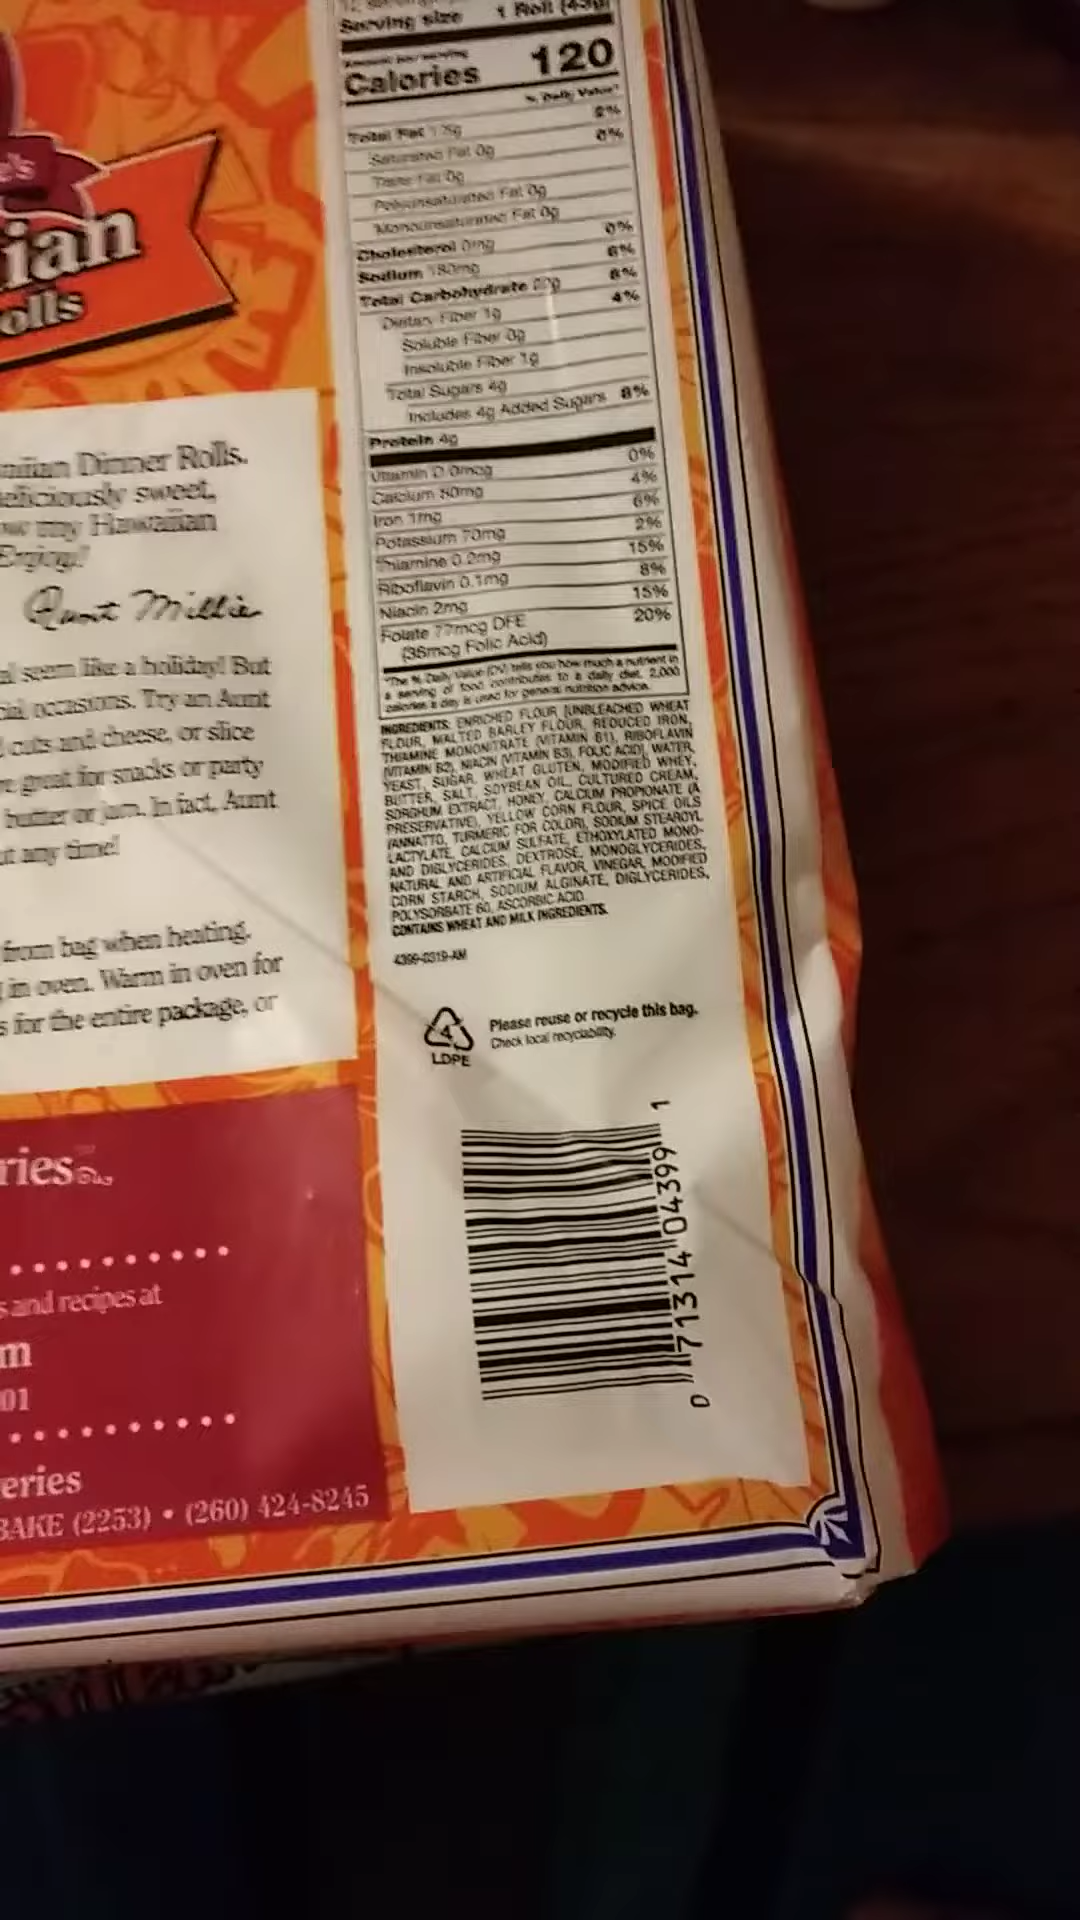 Serving size 1 Roll (43g)
Amount per serving
Calories 120
% Daily Value*
Total Fat 1.5g 2%
Saturated Fat 0g 0%
Trans Fat 0g
Polyunsaturated Fat 0g
Monounsaturated Fat 0g
Cholesterol 0mg 0%
Sodium 180mg
Total Carbohydrate
Dietary Fiber 1g 4%
Soluble Fiber 0g
Insoluble Fiber 1g
Total Sugars 4g
Includes 4g Added Sugars 8%
Protein 4g
Vitamin D 0mcg 0%
Calcium 50mg 4%
Iron 1mg 6%
Potassium 70mg 2%
Thiamine 0.2mg 15%
Riboflavin 0.1mg 8%
Niacin 2mg 15%
Folate 77mcg DFE 20%
(36mcg Folic Acid)
*The % Daily Value (DV) tells you how much a nutrient in
a serving of food contributes to a daily diet. 2,000
calories a day is used for general nutrition advice.
INGREDIENTS: ENRICHED FLOUR [UNBLEACHED WHEAT
FLOUR, MALTED BARLEY FLOUR, REDUCED IRON,
THIAMINE MONONITRATE (VITAMIN B1), RIBOFLAVIN
(VITAMIN B2), NIACIN (VITAMIN B3), FOLIC ACID], WATER,
YEAST, SUGAR, WHEAT GLUTEN, MODIFIED WHEY,
BUTTER, SALT, SOYBEAN OIL, CULTURED CREAM,
SORGHUM EXTRACT, HONEY, CALCIUM PROPIONATE (A
PRESERVATIVE), YELLOW CORN FLOUR, SPICE OILS
(ANNATTO, TURMERIC FOR COLOR), SODIUM STEAROYL
LACTYLATE, CALCIUM SULFATE, ETHOXYLATED MONO-
AND DIGLYCERIDES, DEXTROSE, MONOGLYCERIDES,
NATURAL AND ARTIFICIAL FLAVOR, VINEGAR, MODIFIED
CORN STARCH, SODIUM ALGINATE, DIGLYCERIDES,
POLYSORBATE 60, ASCORBIC ACID.
CONTAINS WHEAT AND MILK INGREDIENTS.
4399-0319-AM
4
LDPE
Please reuse or recycle this bag.
Check local recyclability.
0 71314 04399 1
e's
ian
olls
aiian Dinner Rolls.
eliciously sweet,
ow my Hawaiian
Enjoy!
Aunt Millie
al seem like a holiday! But
cial occasions. Try an Aunt
l cuts and cheese, or slice
re great for snacks or party
butter or jam. In fact, Aunt
ut any time!
from bag when heating.
g in oven. Warm in oven for
s for the entire package, or
ries
s and recipes at
m
01
eries
BAKE (2253) • (260) 424-8245